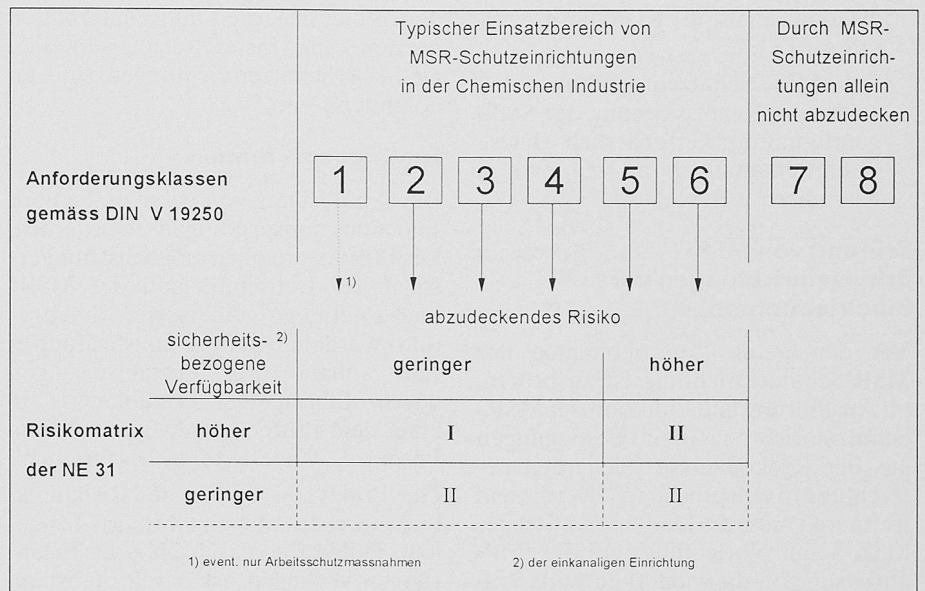 Typischer Einsatzbereich von
MSR-Schutzeinrichtungen
in der Chemischen Industrie
Durch MSR-
Schutzeinrich-
tungen allein
nicht abzudecken
Anforderungsklassen
gemäss DIN V 19250
1 2 3 4 5 6 7 8
1)
abzudeckendes Risiko
sicherheits- 2)
bezogene
Verfügbarkeit
geringer höher
Risikomatrix
der NE 31
höher I II
geringer II II
1) event. nur Arbeitsschutzmassnahmen 2) der einkanaligen Einrichtung